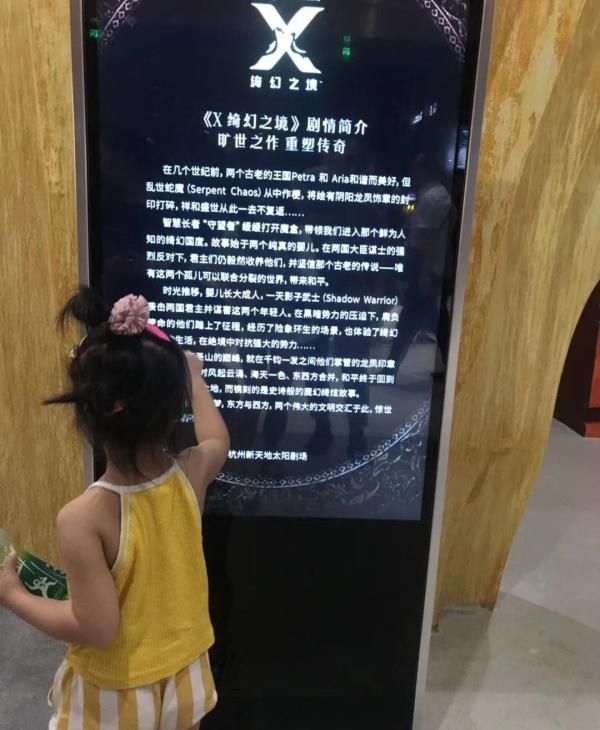 X
绮幻之境
《X 绮幻之境》剧情简介
旷世之作 重塑传奇
在几个世纪前,两个古老的王国Petra 和 Aria和谐而美好,但
乱世蛇魔（Serpent Chaos）从中作梗,将绘有阴阳龙凤饰章的封
印打碎,祥和盛世从此一去不复返……
智慧长者“守望者”缓缓打开魔盒,带领我们进入那个鲜为人
知的绮幻国度。故事始于两个纯真的婴儿。在两国大臣谋士的强
烈反对下,君主们仍毅然收养他们,并坚信那个古老的传说——唯
有这两个孤儿可以联合分裂的世界,带来和平。
时光推移,婴儿长大成人,一天影子武士（Shadow Warrior）
袭击两国君主并谋害这两个年轻人。在黑暗势力的压迫下,肩负
使命的他们踏上了征程,经历了险象环生的场景,也体验了绮幻
生活,在绝境中对抗强大的势力……
圣山的巅峰,就在千钧一发之间他们掌管的龙凤印章
时风起云涌、海天一色、东西方合并,和平终于回到
大地,而镌刻的是史诗般的魔幻绮炫故事。
梦,东方与西方,两个伟大的文明交汇于此,惊世
杭州新天地太阳剧场